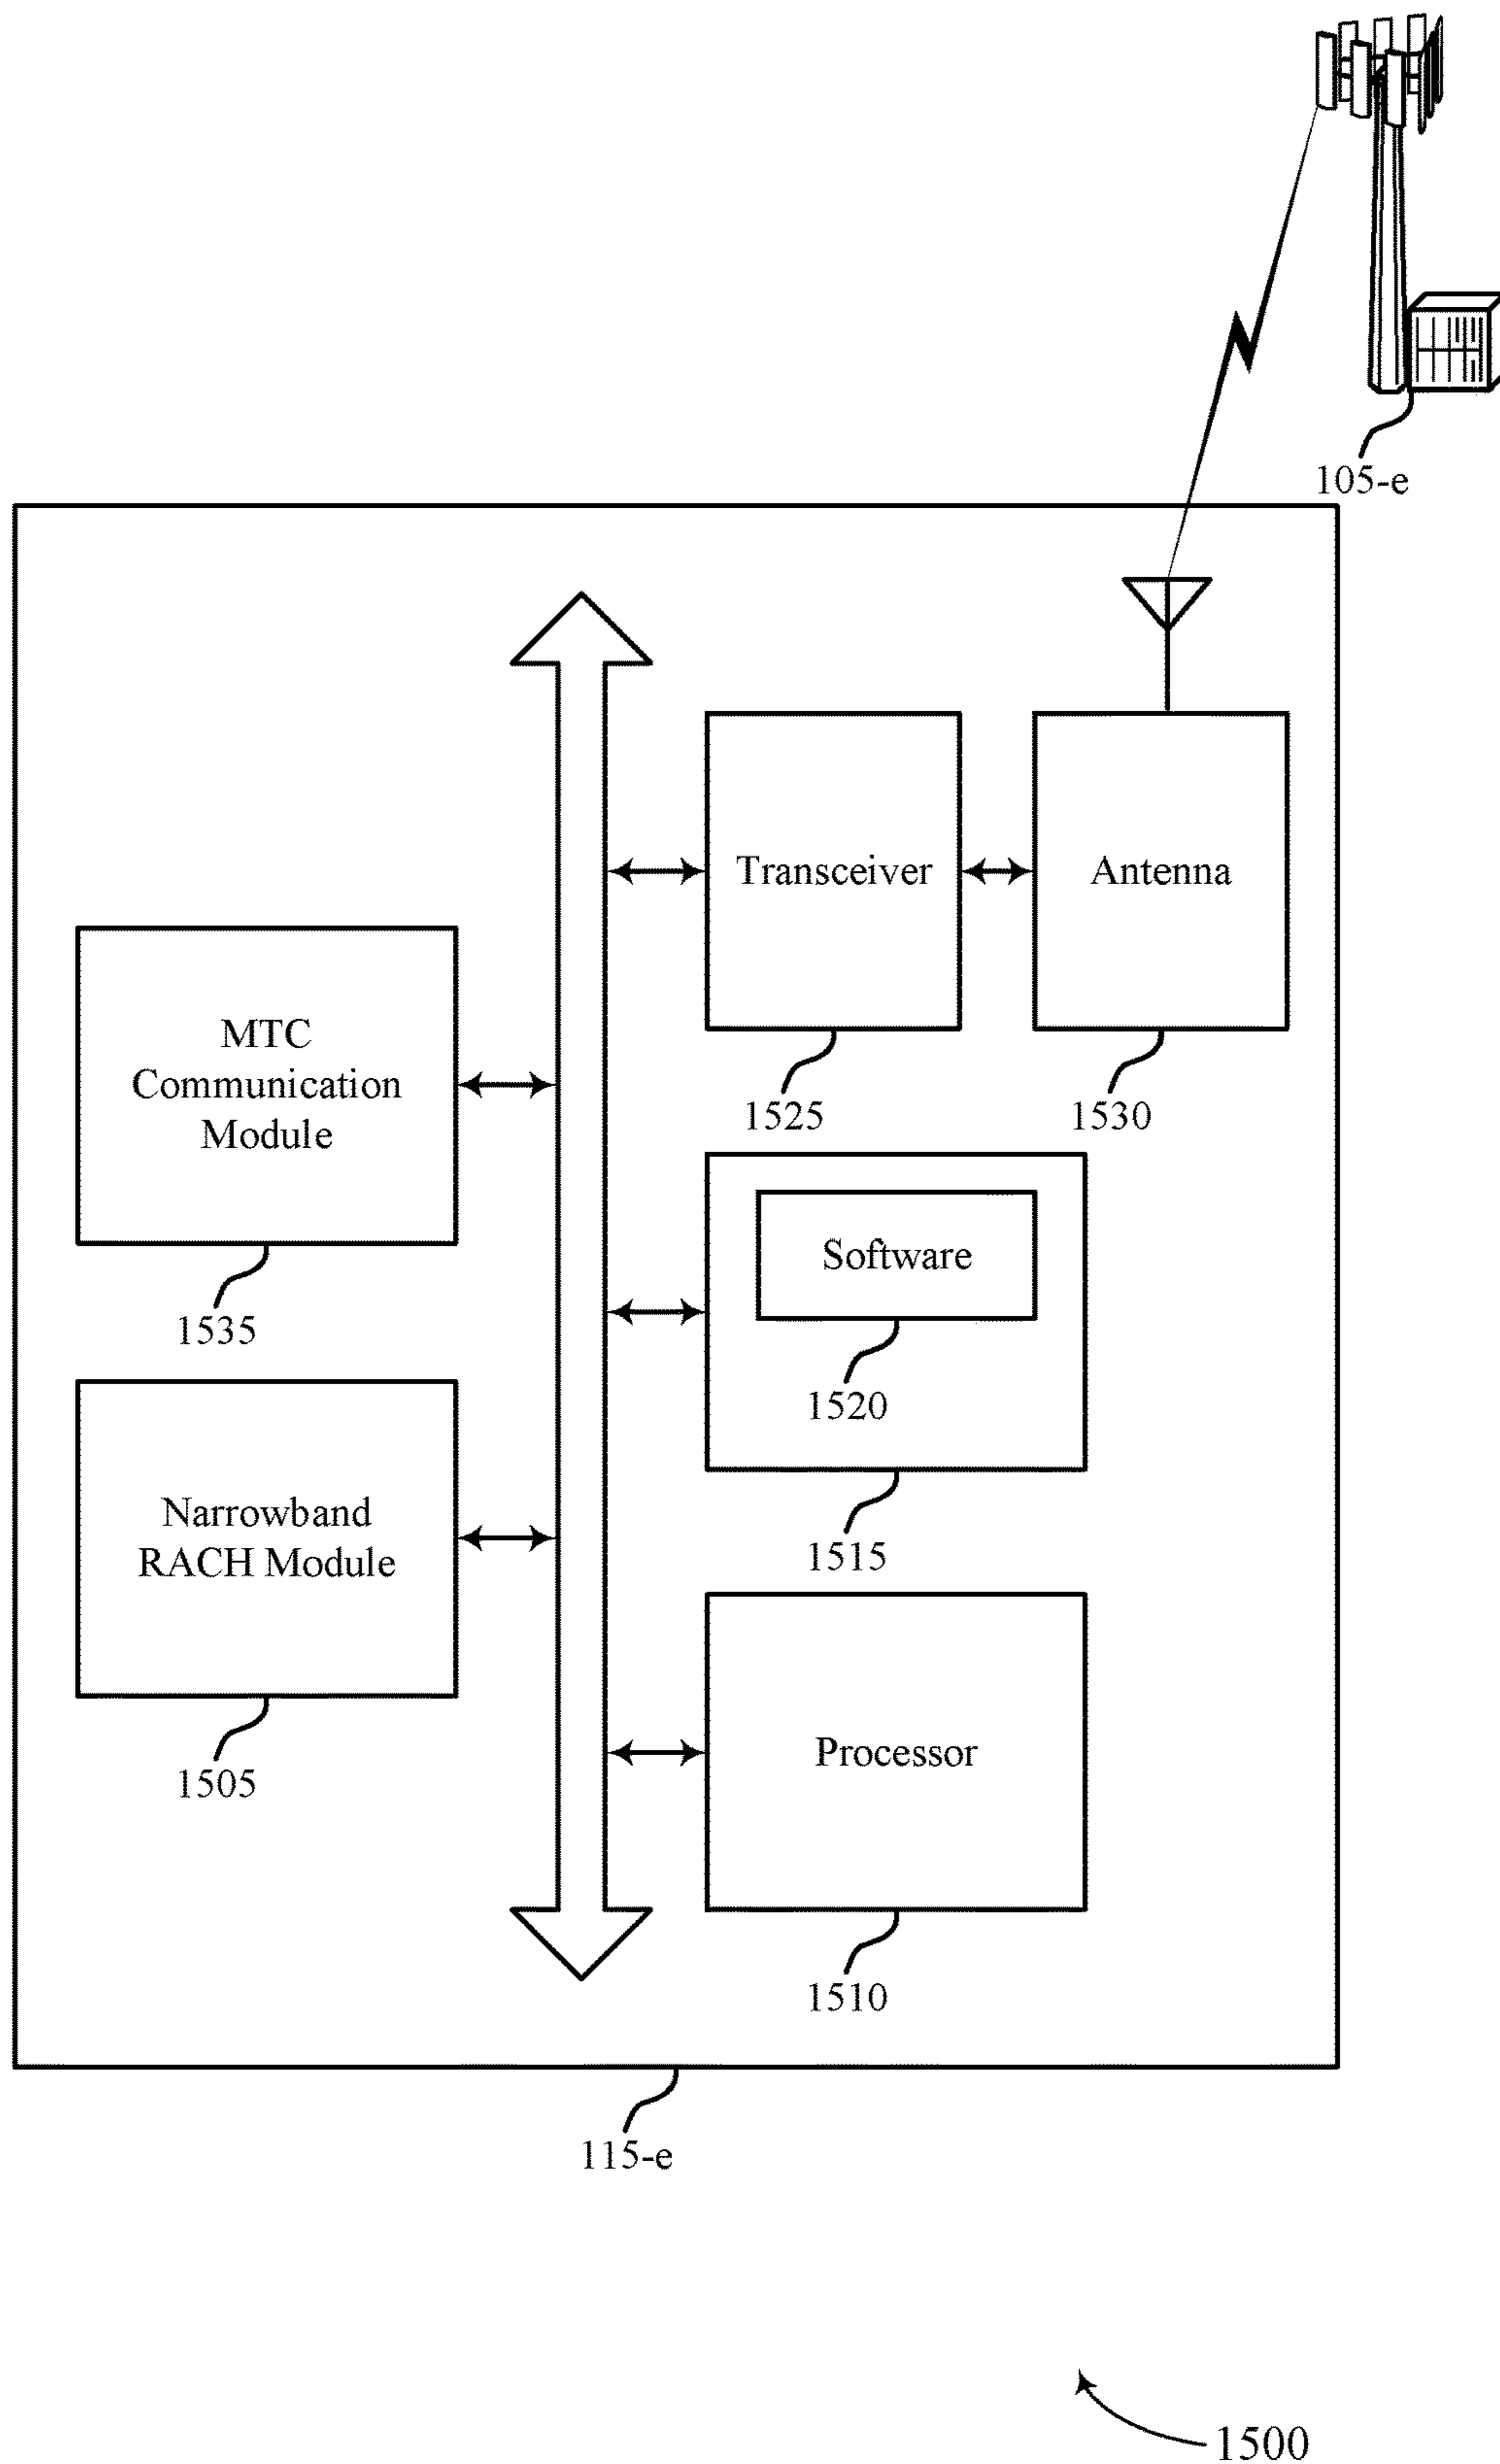 105-e
Transceiver
Antenna
MTC
Communication
Module
1525
1530
Software
1535
1520
Narrowband
RACH Module
1515
Processor
1505
1510
115-e
1500